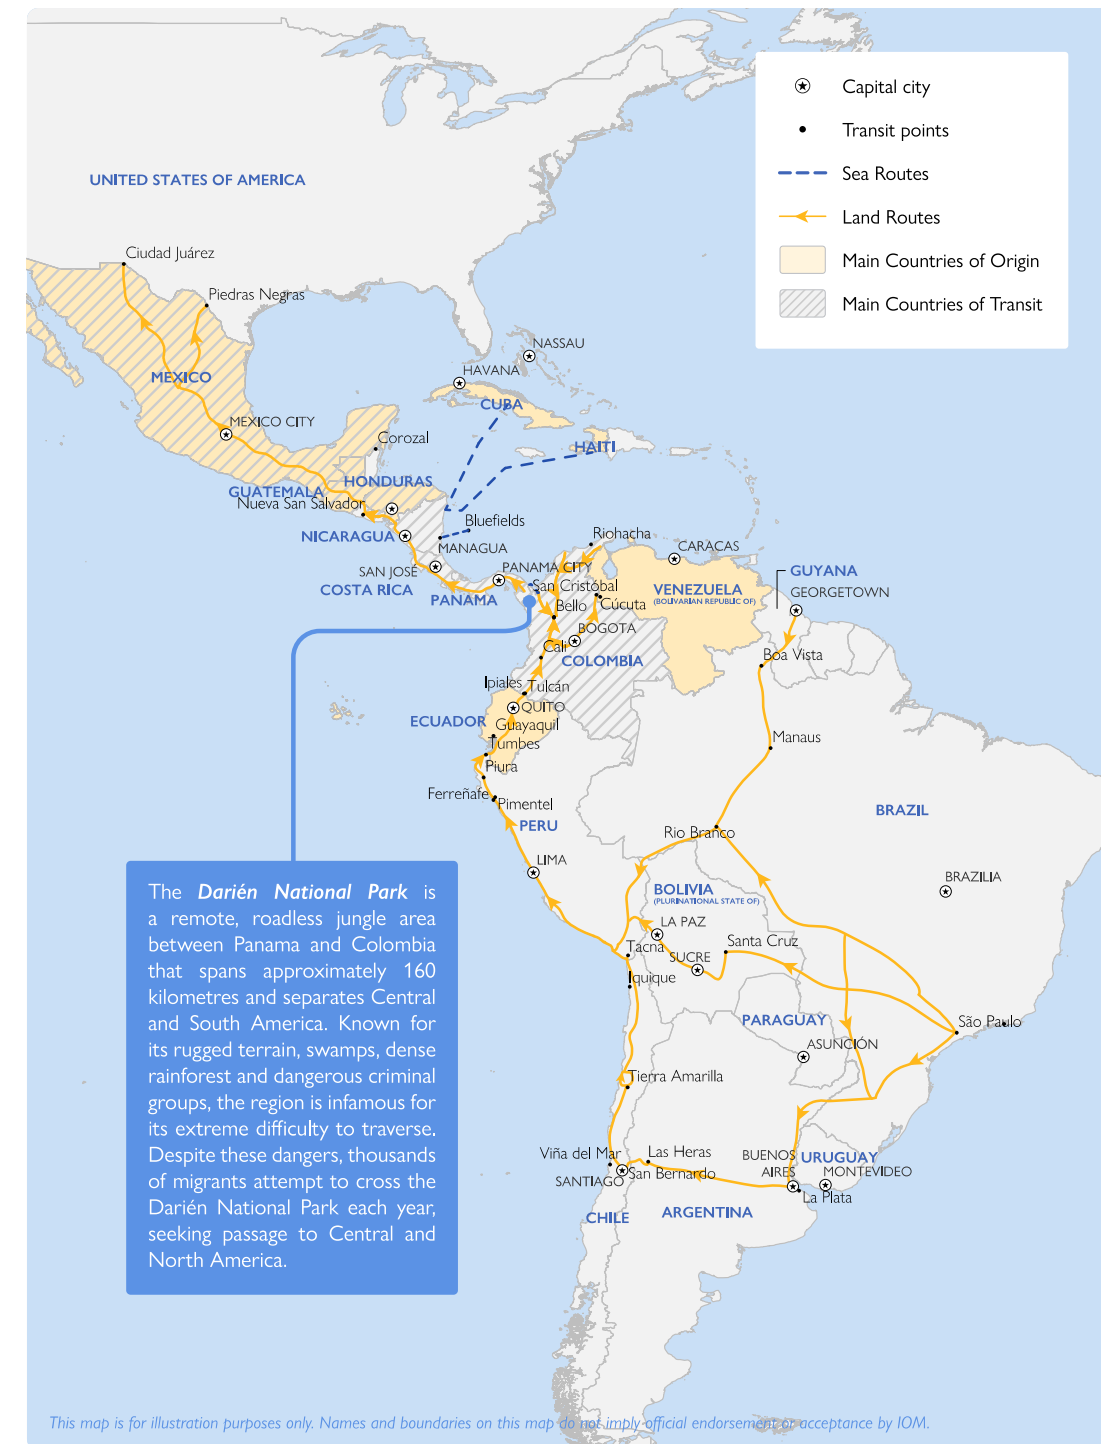 Capital city
Transit points
Sea Routes
Land Routes
Main Countries of Origin
Main Countries of Transit
UNITED STATES OF AMERICA
Ciudad Juárez
Piedras Negras
NASSAU
HAVANA
MEXICO
CUBA
MEXICO CITY
Corozal
HAITI
HONDURAS
GUATEMALA
Nueva San Salvador
Bluefields
NICARAGUA
MANAGUA
Riohacha
CARACAS
SAN JOSÉ
PANAMA CITY
GUYANA
COSTA RICA
San Cristóbal
VENEZUELA
(BOLIVARIAN REPUBLIC OF)
GEORGETOWN
PANAMA
Bello
Cúcuta
BOGOTA
Cali
COLOMBIA
Boa Vista
Ipiales
Tulcán
QUITO
ECUADOR
Guayaquil
Tumbes
Manaus
Piura
Ferreñafe
Pimentel
BRAZIL
PERU
Rio Branco
LIMA
BRAZILIA
BOLIVIA
(PLURINATIONAL STATE OF)
LA PAZ
Tacna
SUCRE
Santa Cruz
Iquique
PARAGUAY
São Paulo
ASUNCIÓN
Tierra Amarilla
Viña del Mar
Las Heras
BUENOS
AIRES
URUGUAY
SANTIAGO
San Bernardo
MONTEVIDEO
La Plata
CHILE
ARGENTINA
The Darién National Park is
a remote, roadless jungle area
between Panama and Colombia
that spans approximately 160
kilometres and separates Central
and South America. Known for
its rugged terrain, swamps, dense
rainforest and dangerous criminal
groups, the region is infamous for
its extreme difficulty to traverse.
Despite these dangers, thousands
of migrants attempt to cross the
Darién National Park each year,
seeking passage to Central and
North America.
This map is for illustration purposes only. Names and boundaries on this map do not imply official endorsement or acceptance by IOM.